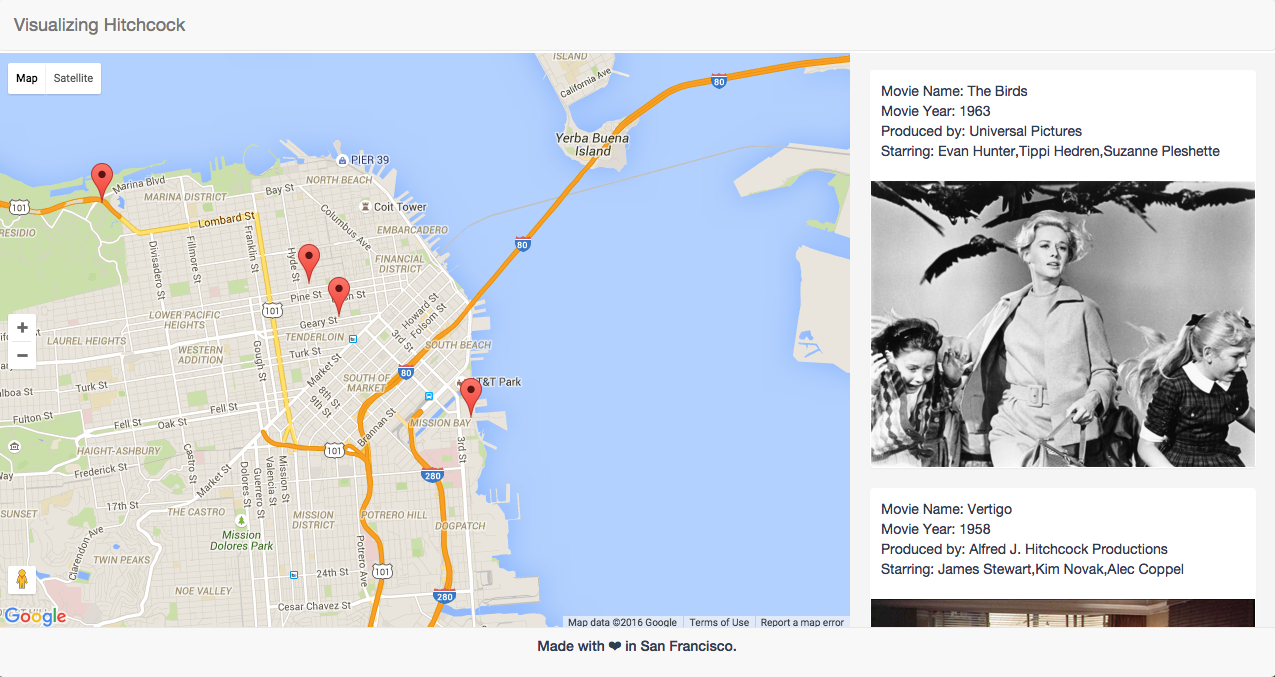 Visualizing Hitchcock
Map Satellite
ISLAND
California Ave
80
Yerba Buena
Island
PIER 39
Marina Blvd
NORTH BEACH
Bay St
MARINA DISTRICT
101
Coit Tower
Lombard St
Columbus Ave
EMBARCADERO
RESIDIO
Divisadero St
Fillmore St
Franklin St
Hyde St
80
FINANCIAL
DISTRICT
Pine St
Howard St
Folsom St
LOWER PACIFIC
HEIGHTS
101
Geary St
+
−
TENDERLOIN
3rd St
LAUREL HEIGHTS
WESTERN
ADDITION
Gough St
Turk St
SOUTH BEACH
Market St
80
SOUTH OF
MARKET
8th St
9th St
T&T Park
Turk St
Fulton St
Fell St
Fell St
Oak St
Brannan St
MISSION BAY
HAIGHT-ASHBURY
101
3rd St
Frederick St
Castro St
Market St
Dolores St
Guerrero St
Valencia St
Mission St
280
17th St
SUNSET
THE CASTRO
MISSION
DISTRICT
POTRERO HILL
DOGPATCH
Mission
Dolores Park
Clarendon Ave
TWIN PEAKS
Potrero Ave
24th St
101
NOE VALLEY
280
Cesar Chavez St
Google
Map data ©2016 Google Terms of Use Report a map error
Movie Name: The Birds
Movie Year: 1963
Produced by: Universal Pictures
Starring: Evan Hunter,Tippi Hedren,Suzanne Pleshette
Movie Name: Vertigo
Movie Year: 1958
Produced by: Alfred J. Hitchcock Productions
Starring: James Stewart,Kim Novak,Alec Coppel
Made with ❤ in San Francisco.